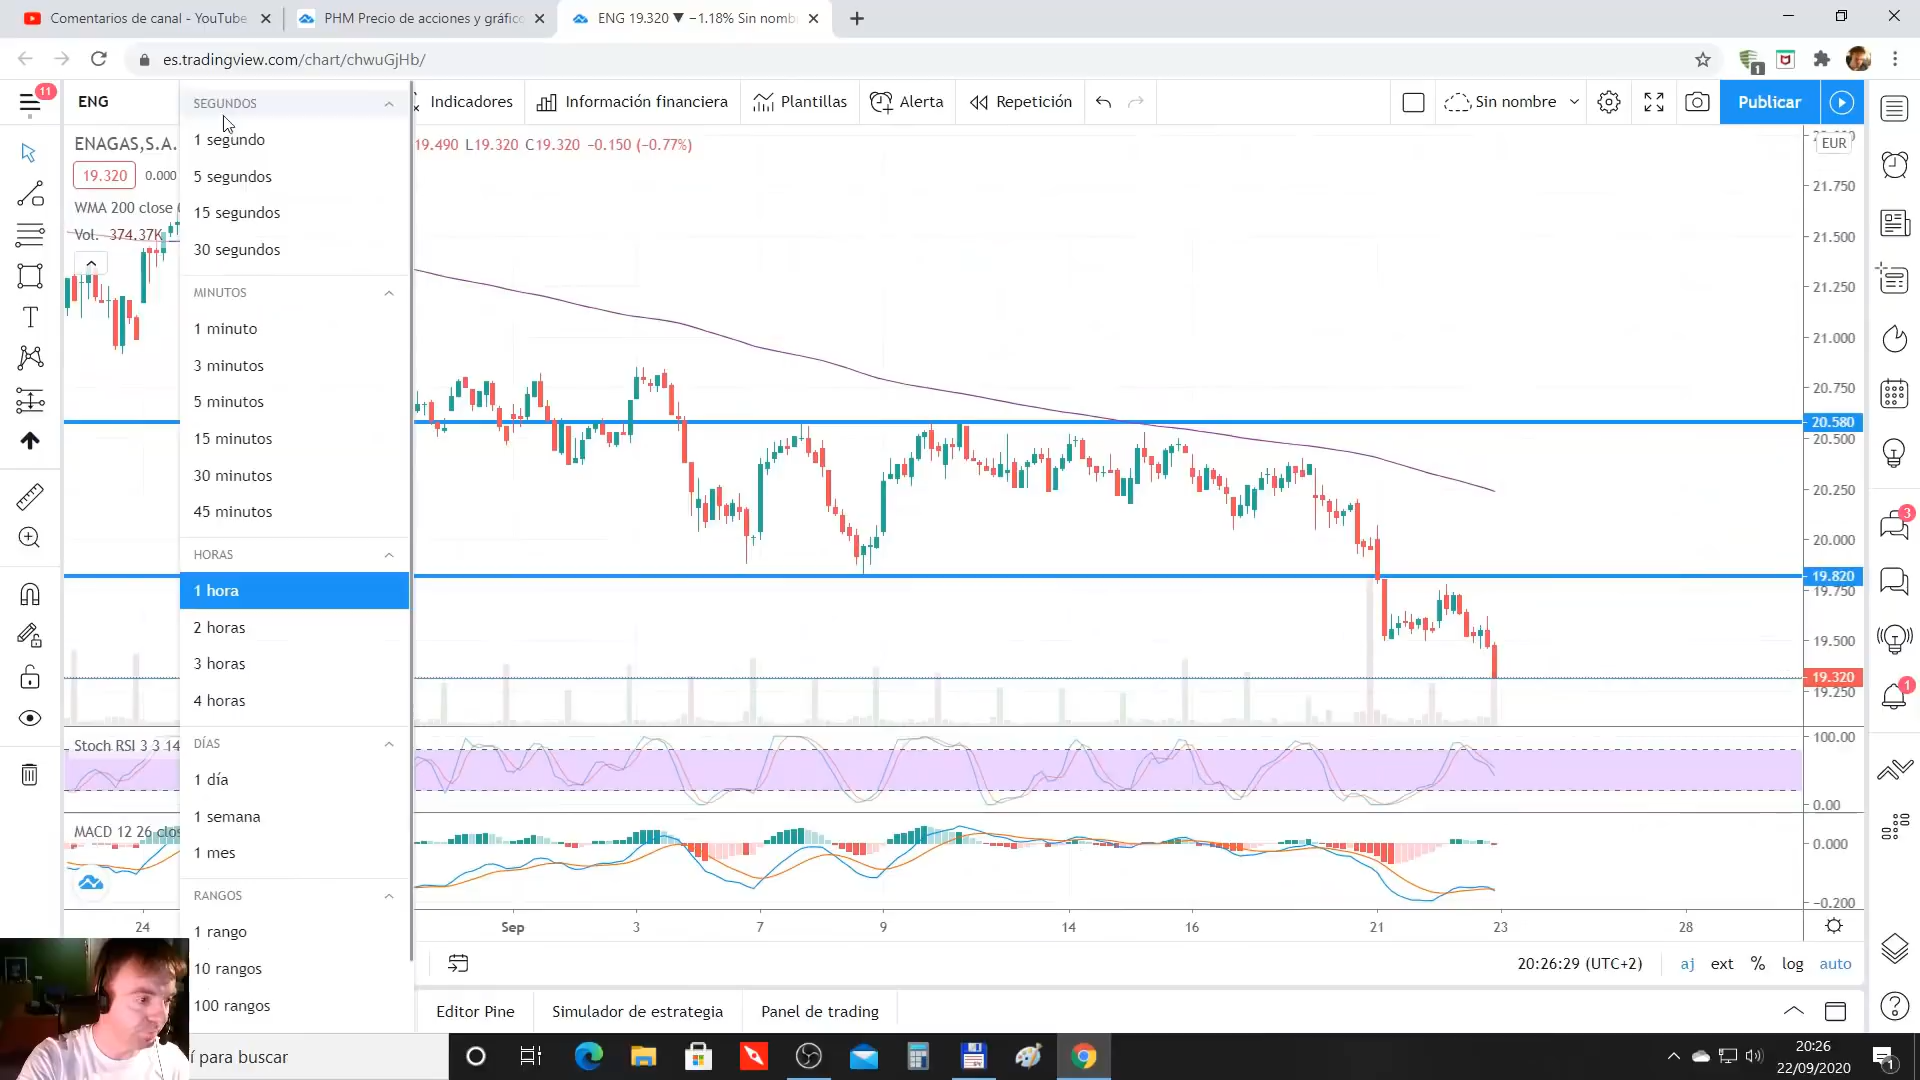 Comentarios de canal - YouTube
PHM Precio de acciones y gráfico
ENG 19.320 ▼ −1.18% Sin nomb
es.tradingview.com/chart/chwuGjHb/
1
11
ENG
Indicadores
Información financiera
Plantillas
Alerta
Repetición
Sin nombre
Publicar
ENAGAS,S.A.
19.490 L19.320 C19.320 −0.150 (−0.77%)
19.320
0.000
WMA 200 close
Vol. 374.37K
SEGUNDOS
1 segundo
5 segundos
15 segundos
30 segundos
MINUTOS
1 minuto
3 minutos
5 minutos
15 minutos
30 minutos
45 minutos
HORAS
1 hora
2 horas
3 horas
4 horas
DÍAS
1 día
1 semana
1 mes
RANGOS
1 rango
10 rangos
100 rangos
EUR
21.750
21.500
21.250
21.000
20.750
20.580
20.500
20.250
20.000
19.820
19.750
19.500
19.320
19.250
3
1
Stoch RSI 3 3 14
100.00
0.00
MACD 12 26 clos
0.000
−0.200
24
Sep
3
7
9
14
16
21
23
28
20:26:29 (UTC+2)
aj
ext
%
log
auto
Editor Pine
Simulador de estrategia
Panel de trading
í para buscar
20:26
22/09/2020
1